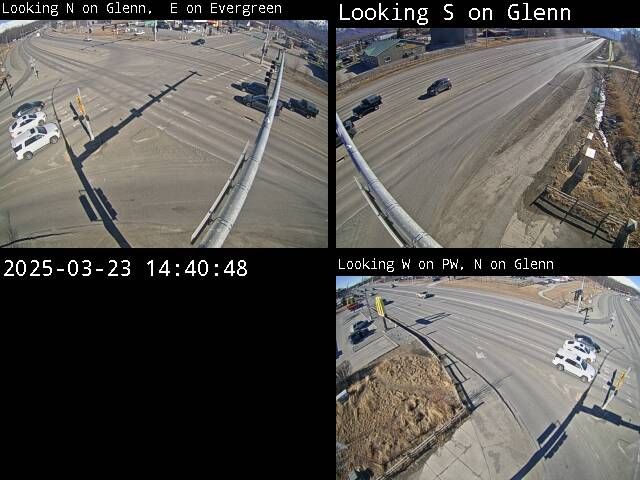 Looking N on Glenn, E on Evergreen
Looking S on Glenn
2025-03-23 14:40:48
Looking W on PW, N on Glenn